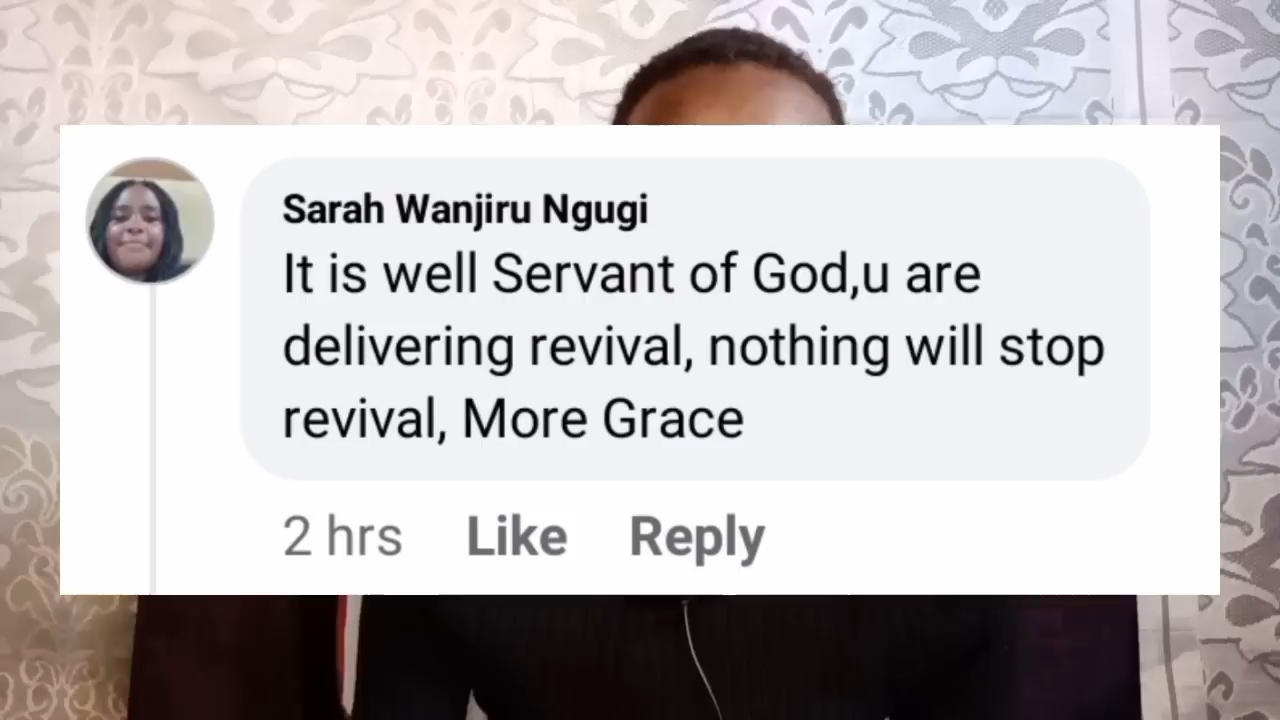 Sarah Wanjiru Ngugi
It is well Servant of God,u are
delivering revival, nothing will stop
revival, More Grace
2 hrs Like Reply